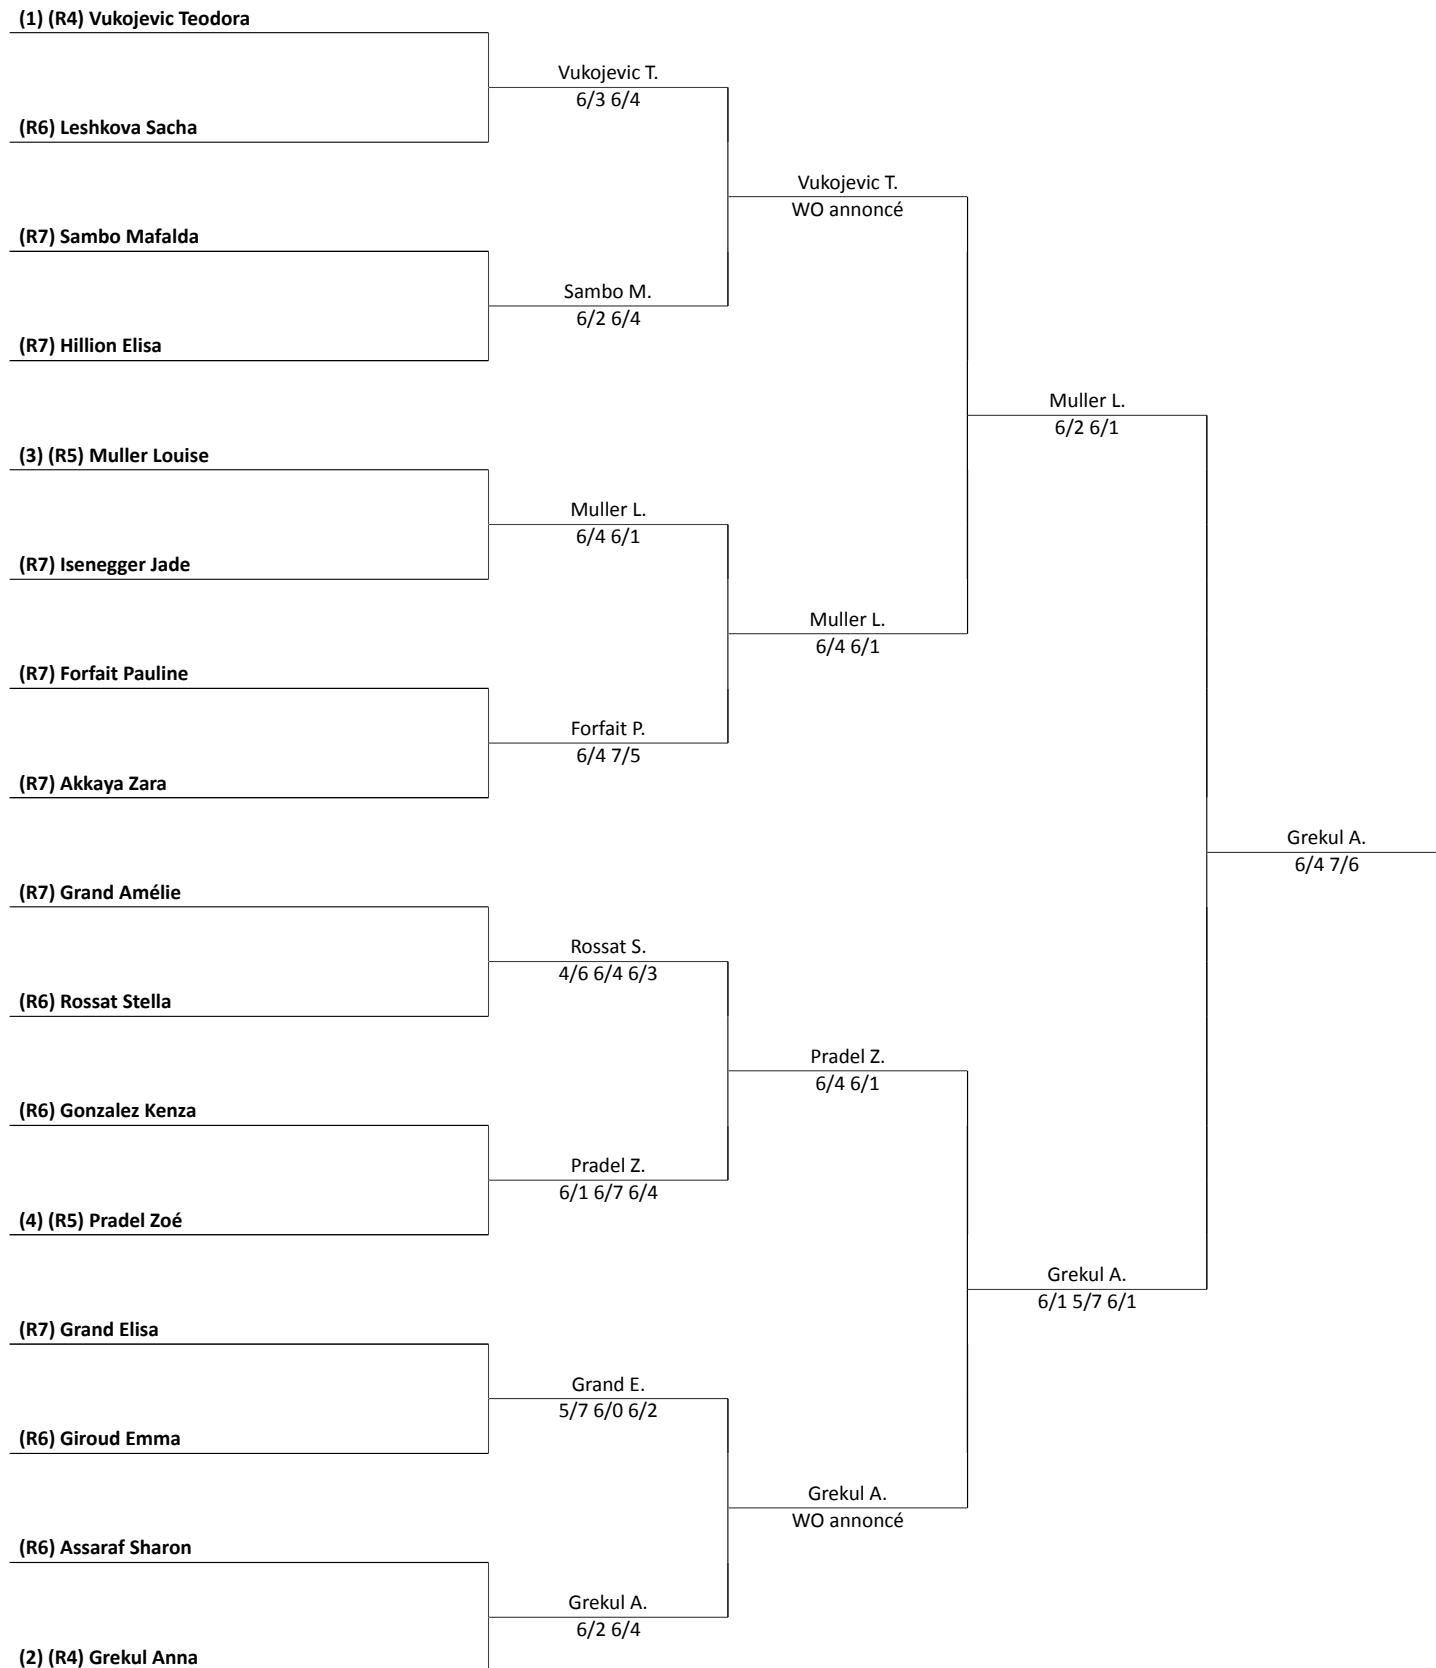 (1) (R4) Vukojevic Teodora
Vukojevic T.
6/3 6/4
(R6) Leshkova Sacha
Vukojevic T.
WO annoncé
(R7) Sambo Mafalda
Sambo M.
6/2 6/4
(R7) Hillion Elisa
Muller L.
6/2 6/1
(3) (R5) Muller Louise
Muller L.
6/4 6/1
(R7) Isenegger Jade
Muller L.
6/4 6/1
(R7) Forfait Pauline
Forfait P.
6/4 7/5
(R7) Akkaya Zara
Grekul A.
6/4 7/6
(R7) Grand Amélie
Rossat S.
4/6 6/4 6/3
(R6) Rossat Stella
Pradel Z.
6/4 6/1
(R6) Gonzalez Kenza
Pradel Z.
6/1 6/7 6/4
(4) (R5) Pradel Zoé
Grekul A.
6/1 5/7 6/1
(R7) Grand Elisa
Grand E.
5/7 6/0 6/2
(R6) Giroud Emma
Grekul A.
WO annoncé
(R6) Assaraf Sharon
Grekul A.
6/2 6/4
(2) (R4) Grekul Anna